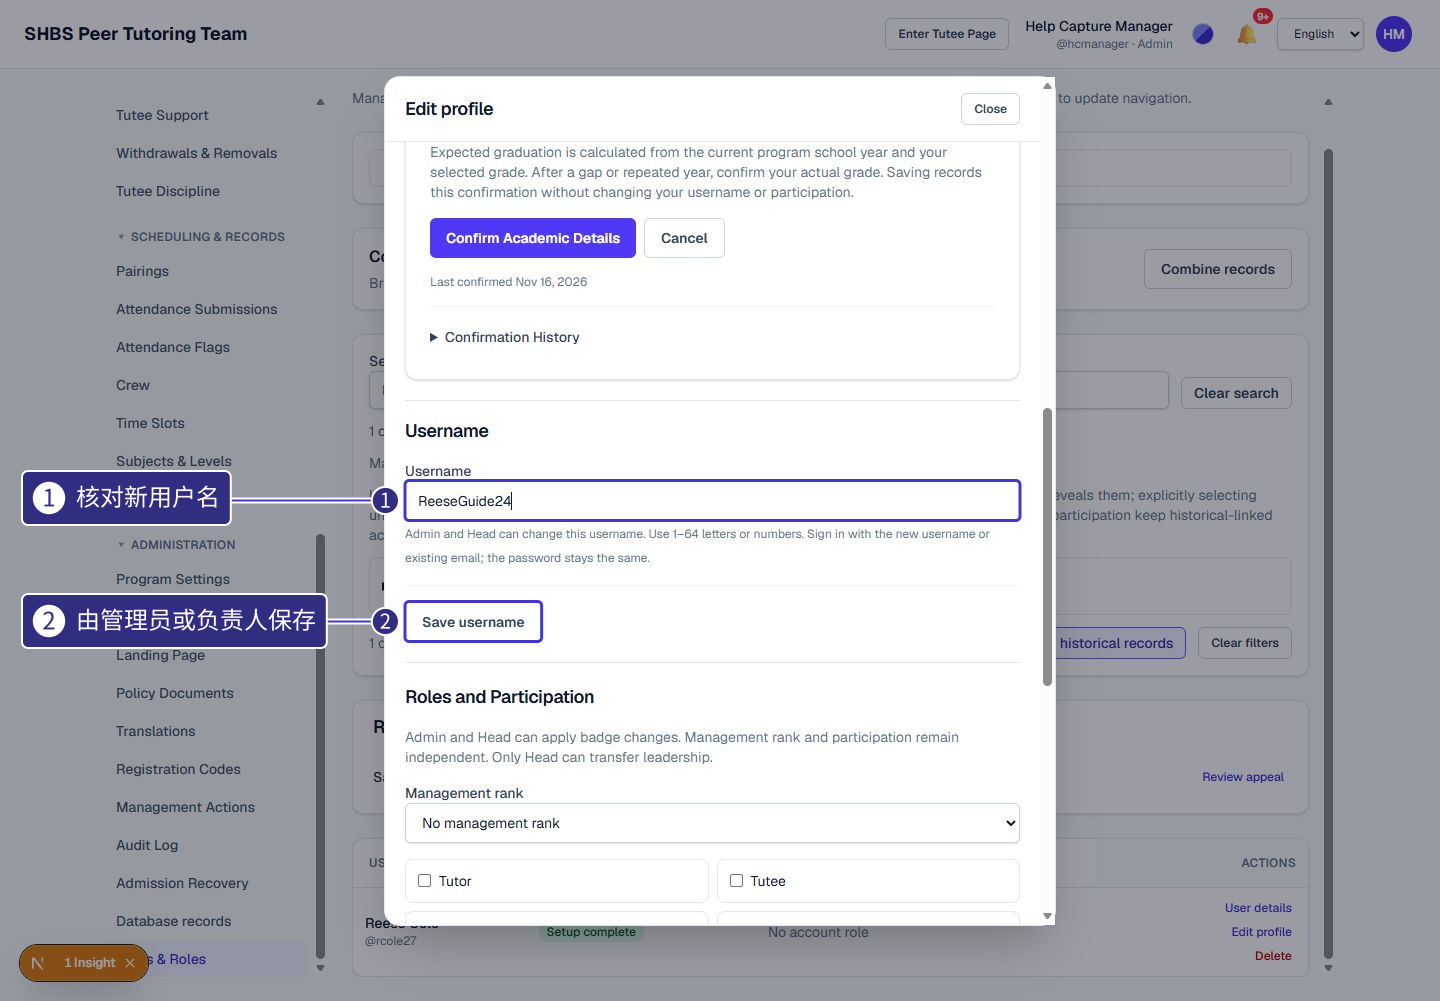 SHBS Peer Tutoring Team
Enter Tutee Page
Help Capture Manager
@hcmanager · Admin
9+
English
HM
Tutee Support
Withdrawals & Removals
Tutee Discipline
SCHEDULING & RECORDS
Pairings
Attendance Submissions
Attendance Flags
Crew
Time Slots
Subjects & Levels
1 核对新用户名
ADMINISTRATION
Program Settings
2 由管理员或负责人保存
Landing Page
Policy Documents
Translations
Registration Codes
Management Actions
Audit Log
Admission Recovery
Database records
s & Roles
N 1 Insight ×
to update navigation.
Combine records
Clear search
eveals them; explicitly selecting
articipation keep historical-linked
historical records
Clear filters
Review appeal
ACTIONS
@rcole27
Setup complete
No account role
User details
Edit profile
Delete
Edit profile
Close
Expected graduation is calculated from the current program school year and your
selected grade. After a gap or repeated year, confirm your actual grade. Saving records
this confirmation without changing your username or participation.
Confirm Academic Details
Cancel
Last confirmed Nov 16, 2026
Confirmation History
Username
Username
1
ReeseGuide24
Admin and Head can change this username. Use 1–64 letters or numbers. Sign in with the new username or
existing email; the password stays the same.
2
Save username
Roles and Participation
Admin and Head can apply badge changes. Management rank and participation remain
independent. Only Head can transfer leadership.
Management rank
No management rank
Tutor
Tutee